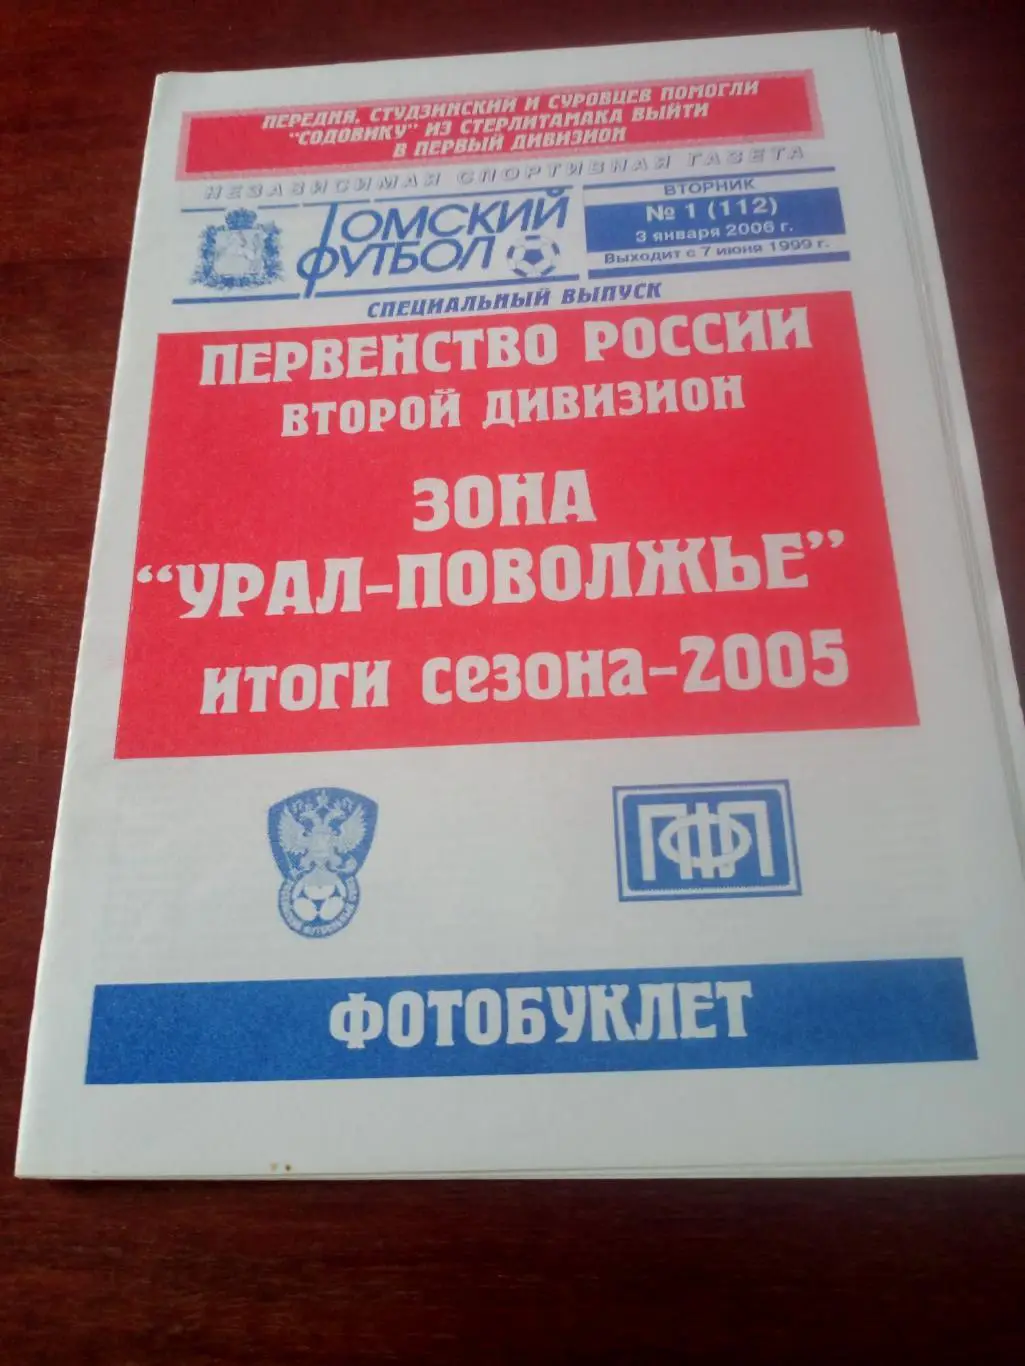 ПЕРЕДНЯ, СТУДЗИНСКИЙ И СУРОВЦЕВ ПОМОГЛИ
"СОДОВИКУ" ИЗ СТЕРЛИТАМАКА ВЫЙТИ
В ПЕРВЫЙ ДИВИЗИОН
НЕЗАВИСИМАЯ СПОРТИВНАЯ ГАЗЕТА
ТОМСКИЙ
ФУТБОЛ
ВТОРНИК
№ 1 (112)
3 января 2006 г.
Выходит с 7 июня 1999 г.
СПЕЦИАЛЬНЫЙ ВЫПУСК
ПЕРВЕНСТВО РОССИИ
ВТОРОЙ ДИВИЗИОН
ЗОНА
"УРАЛ-ПОВОЛЖЬЕ"
ИТОГИ СЕЗОНА-2005
ПФЛ
ФОТОБУКЛЕТ